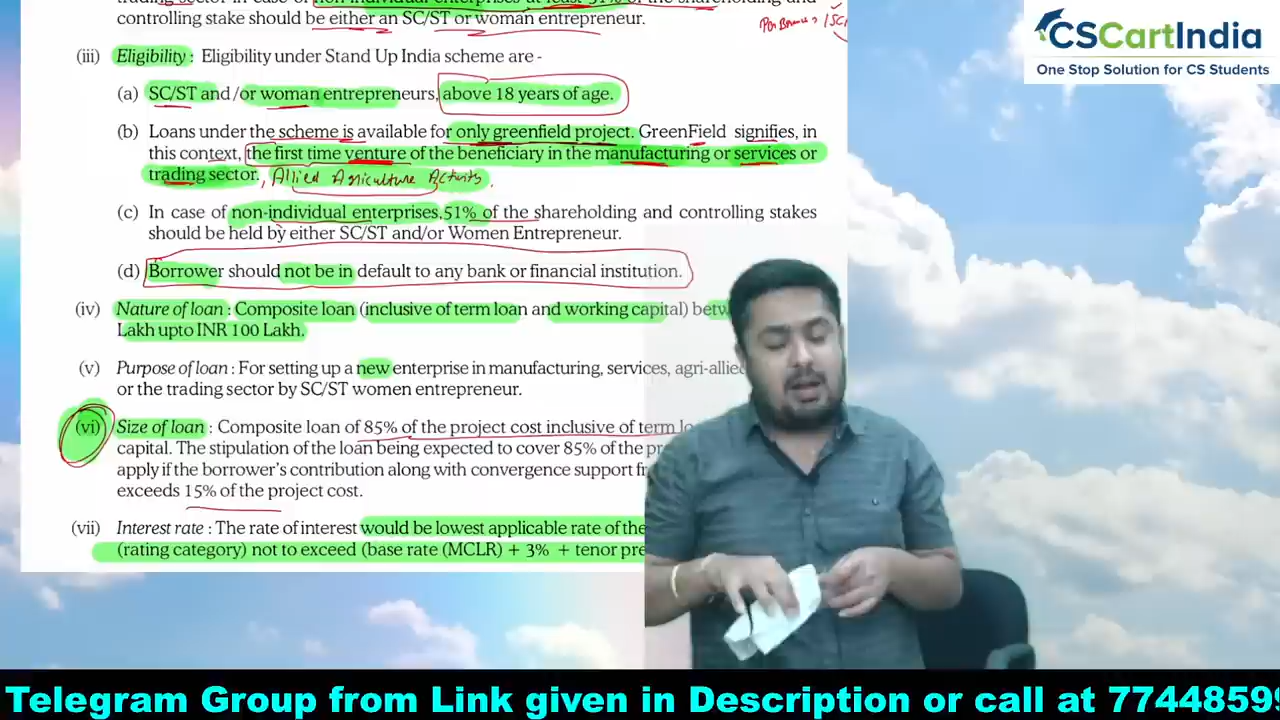 controlling stake should be either an SC/ST or woman entrepreneur.
(iii) Eligibility : Eligibility under Stand Up India scheme are -
(a) SC/ST and /or woman entrepreneurs, above 18 years of age.
(b) Loans under the scheme is available for only greenfield project. GreenField signifies, in
this context, the first time venture of the beneficiary in the manufacturing or services or
trading sector. , Allied Agriculture Activity.
(c) In case of non-individual enterprises, 51% of the shareholding and controlling stakes
should be held by either SC/ST and/or Women Entrepreneur.
(d) Borrower should not be in default to any bank or financial institution.
(iv) Nature of loan : Composite loan (inclusive of term loan and working capital)
Lakh upto INR 100 Lakh.
(v) Purpose of loan : For setting up a new enterprise in manufacturing, services, agri-allied
or the trading sector by SC/ST women entrepreneur.
(vi) Size of loan : Composite loan of 85% of the project cost inclusive of term
capital. The stipulation of the loan being expected to cover 85% of the
apply if the borrower's contribution along with convergence support
exceeds 15% of the project cost.
(vii) Interest rate : The rate of interest would be lowest applicable rate of the
(rating category) not to exceed (base rate (MCLR) + 3% + tenor
CSCartIndia
One Stop Solution for CS Students
Telegram Group from Link given in Description or call at 7744859